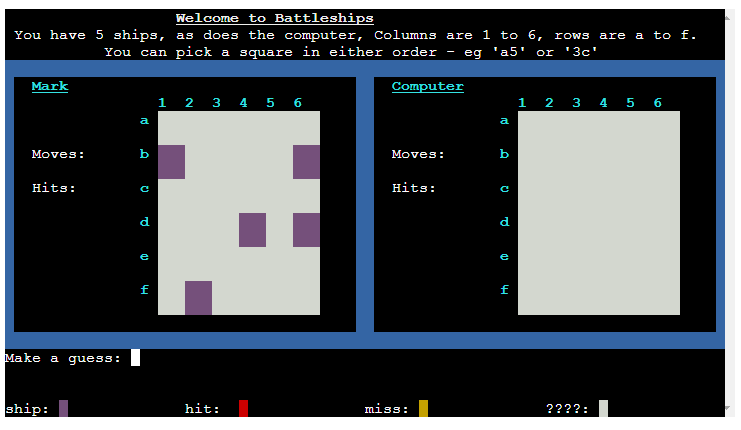 Welcome to Battleships
You have 5 ships, as does the computer, Columns are 1 to 6, rows are a to f.
You can pick a square in either order - eg 'a5' or '3c'
Mark
1 2 3 4 5 6
a
Moves: b
Hits: c
d
e
f
Computer
1 2 3 4 5 6
a
Moves: b
Hits: c
d
e
f
Make a guess:
ship: hit: miss: ????: